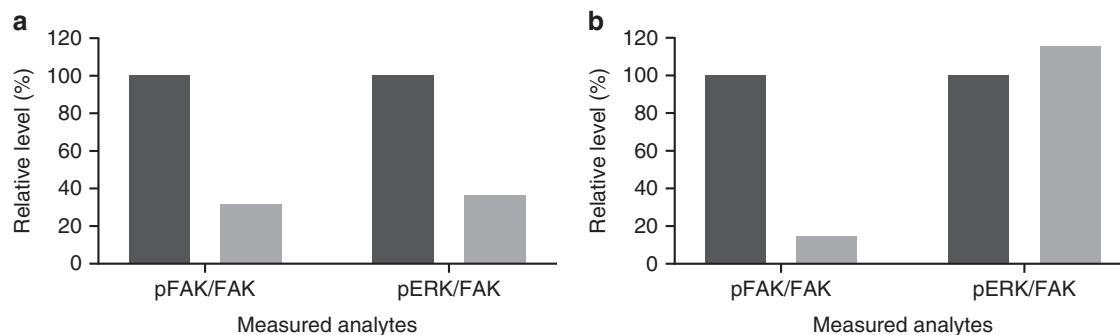 a
Relative level (%)
120
100
80
60
40
20
0
pFAK/FAK
pERK/FAK
Measured analytes
b
Relative level (%)
120
100
80
60
40
20
0
pFAK/FAK
pERK/FAK
Measured analytes